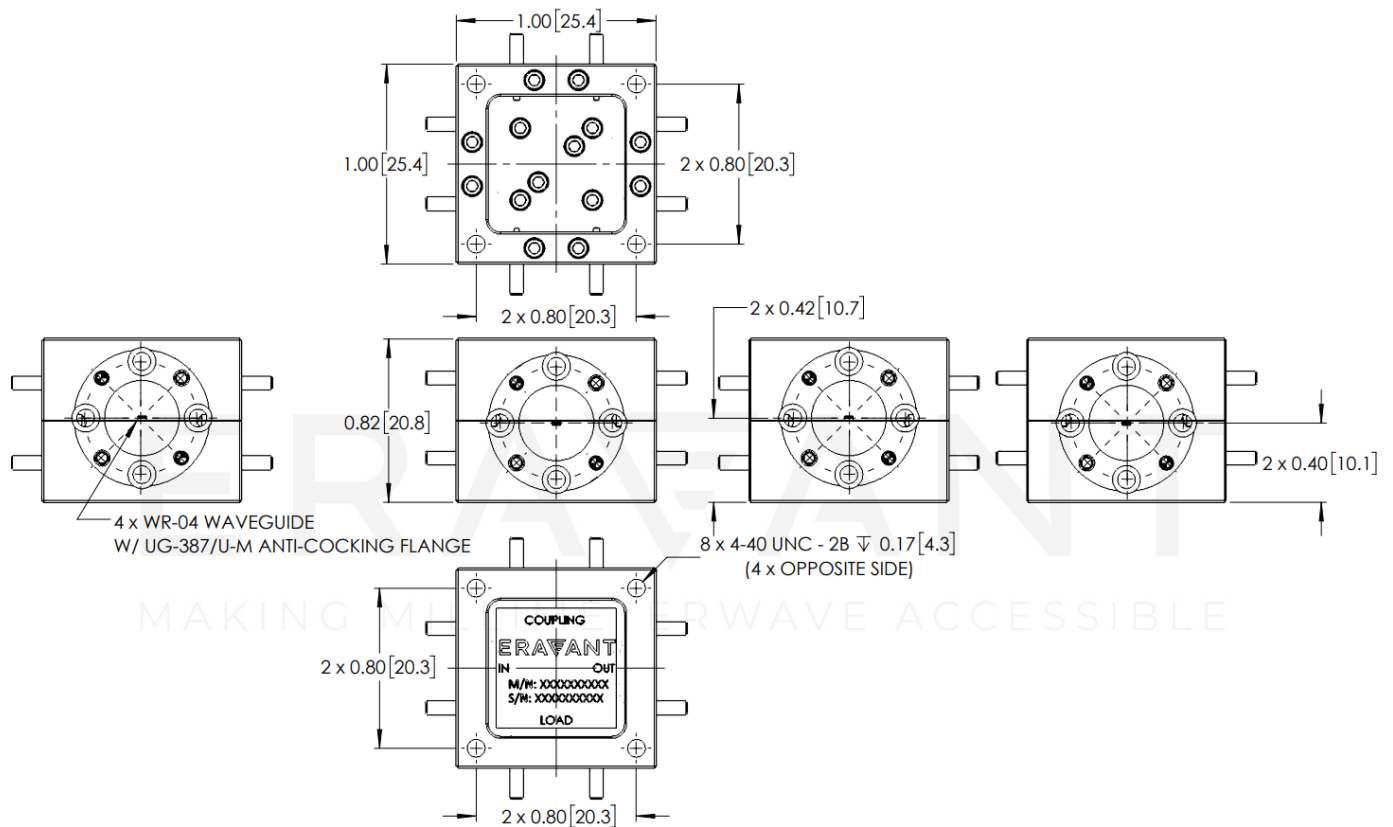 1.00[25.4]
1.00[25.4]
2 x 0.80[20.3]
2 x 0.80[20.3]
2 x 0.42[10.7]
0.82[20.8]
2 x 0.40[10.1]
4 x WR-04 WAVEGUIDE
W/ UG-387/U-M ANTI-COCKING FLANGE
8 x 4-40 UNC - 2B ↧ 0.17[4.3]
(4 x OPPOSITE SIDE)
ERAVANT
MAKING MILLIMETERWAVE ACCESSIBLE
2 x 0.80[20.3]
COUPLING
ERAVANT
IN OUT
M/N: XXXXXXXXXX
S/N: XXXXXXXXXX
LOAD
2 x 0.80[20.3]